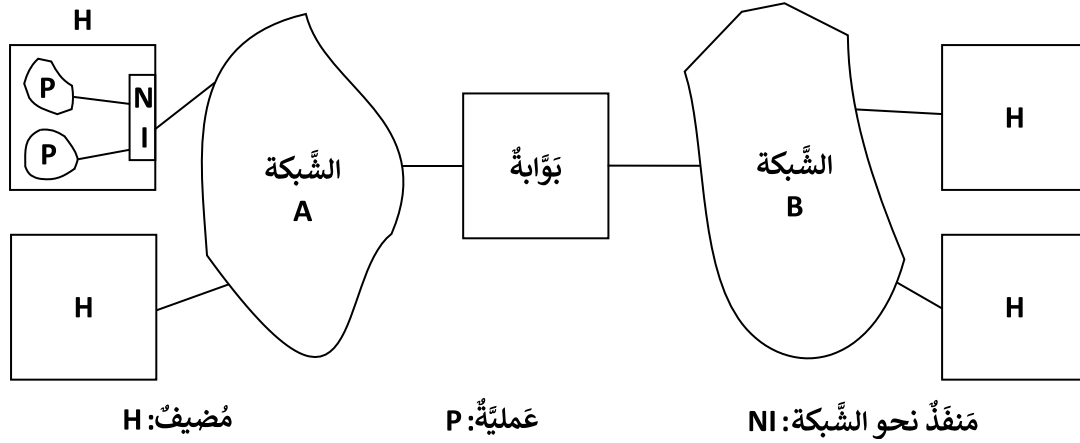 H
P
N
I
P
H
الشَّبكة
A
بَوَّابةٌ
الشَّبكة
B
H
H
H: مُضيفٌ
P: عَمليَّةٌ
NI: مَنفَذٌ نحو الشَّبكة